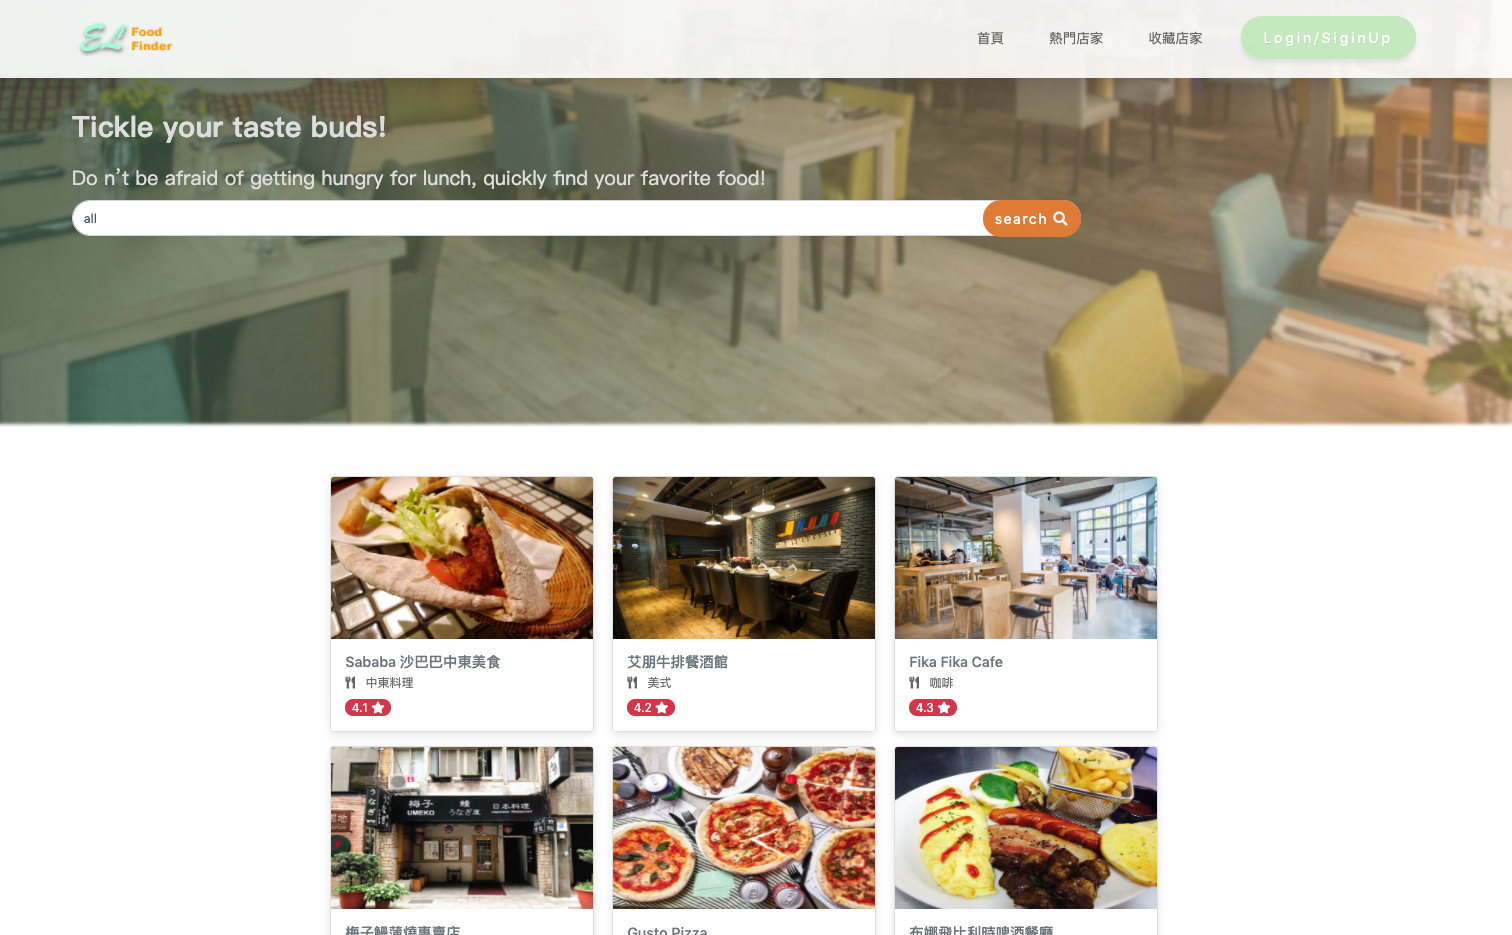 EL Food
Finder
首頁
熱門店家
收藏店家
Login/SiginUp
Tickle your taste buds!
Do n't be afraid of getting hungry for lunch, quickly find your favorite food!
all
search
Sababa 沙巴巴中東美食
中東料理
4.1
艾朋牛排餐酒館
美式
4.2
Fika Fika Cafe
咖啡
4.3
梅子 鰻 日本料理
UMEKO うなぎ屋 Japanese Restaurant
うなぎ
梅子鰻蒲燒專賣店
Gusto Pizza
布娜飛比利時啤酒餐廳